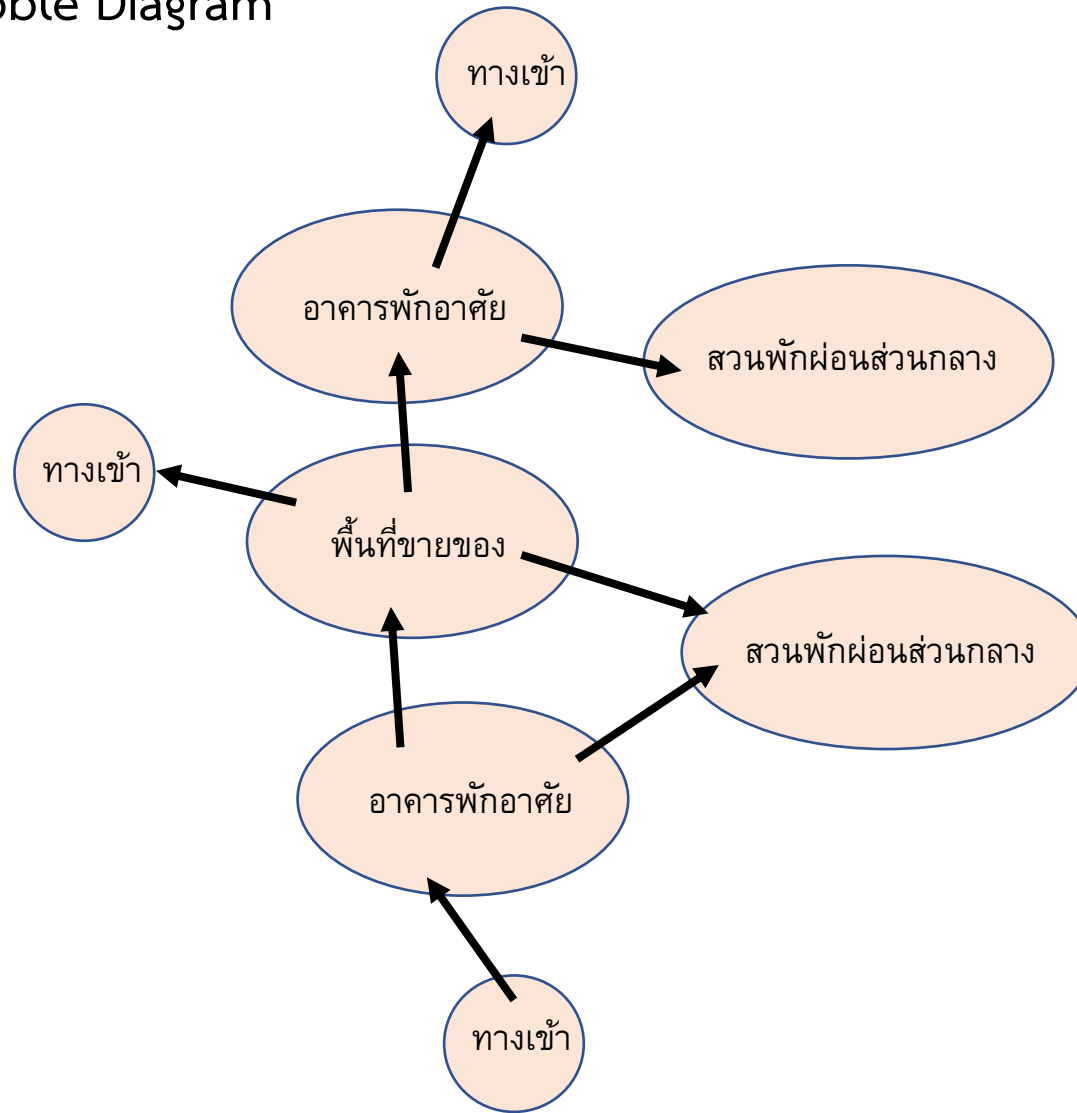 Diagram
ทางเข้า
อาคารพักอาศัย
สวนพักผ่อนส่วนกลาง
ทางเข้า
พื้นที่ขายของ
สวนพักผ่อนส่วนกลาง
อาคารพักอาศัย
ทางเข้า